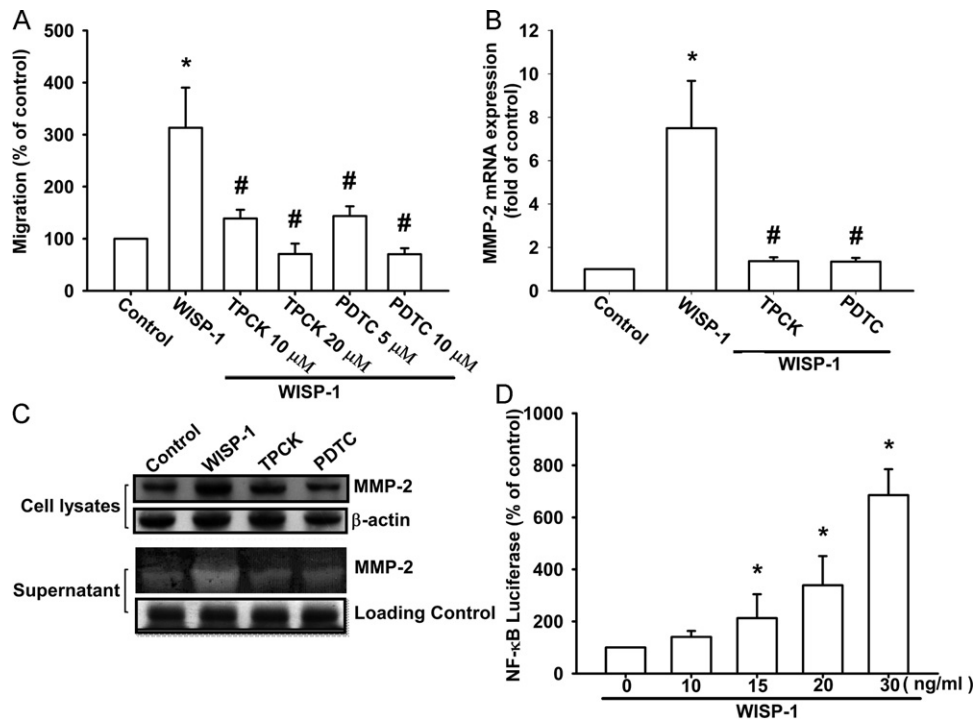 A
Migration (% of control)
500
400
300
200
100
0
*
#
#
#
#
Control
WISP-1
TPCK 10 μM
TPCK 20 μM
PDTC 5 μM
PDTC 10 μM
WISP-1
B
MMP-2 mRNA expression
(fold of control)
12
10
8
6
4
2
0
*
#
#
Control
WISP-1
TPCK
PDTC
WISP-1
C
Control
WISP-1
TPCK
PDTC
Cell lysates
MMP-2
β-actin
Supernatant
MMP-2
Loading Control
D
NF-κB Luciferase (% of control)
1000
800
600
400
200
0
*
*
*
0 10 15 20 30 ( ng/ml )
WISP-1